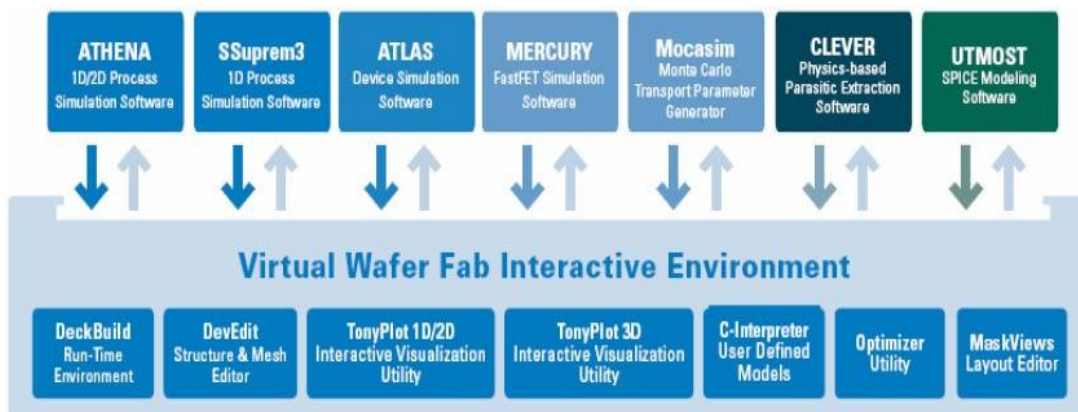 ATHENA
1D/2D Process
Simulation Software
SSuprem3
1D Process
Simulation Software
ATLAS
Device Simulation
Software
MERCURY
FastFET Simulation
Software
Mocasim
Monte Carlo
Transport Parameter
Generator
CLEVER
Physics-based
Parasitic Extraction
Software
UTMOST
SPICE Modeling
Software
Virtual Wafer Fab Interactive Environment
DeckBuild
Run-Time
Environment
DevEdit
Structure & Mesh
Editor
TonyPlot 1D/2D
Interactive Visualization
Utility
TonyPlot 3D
Interactive Visualization
Utility
C-Interpreter
User Defined
Models
Optimizer
Utility
MaskViews
Layout Editor